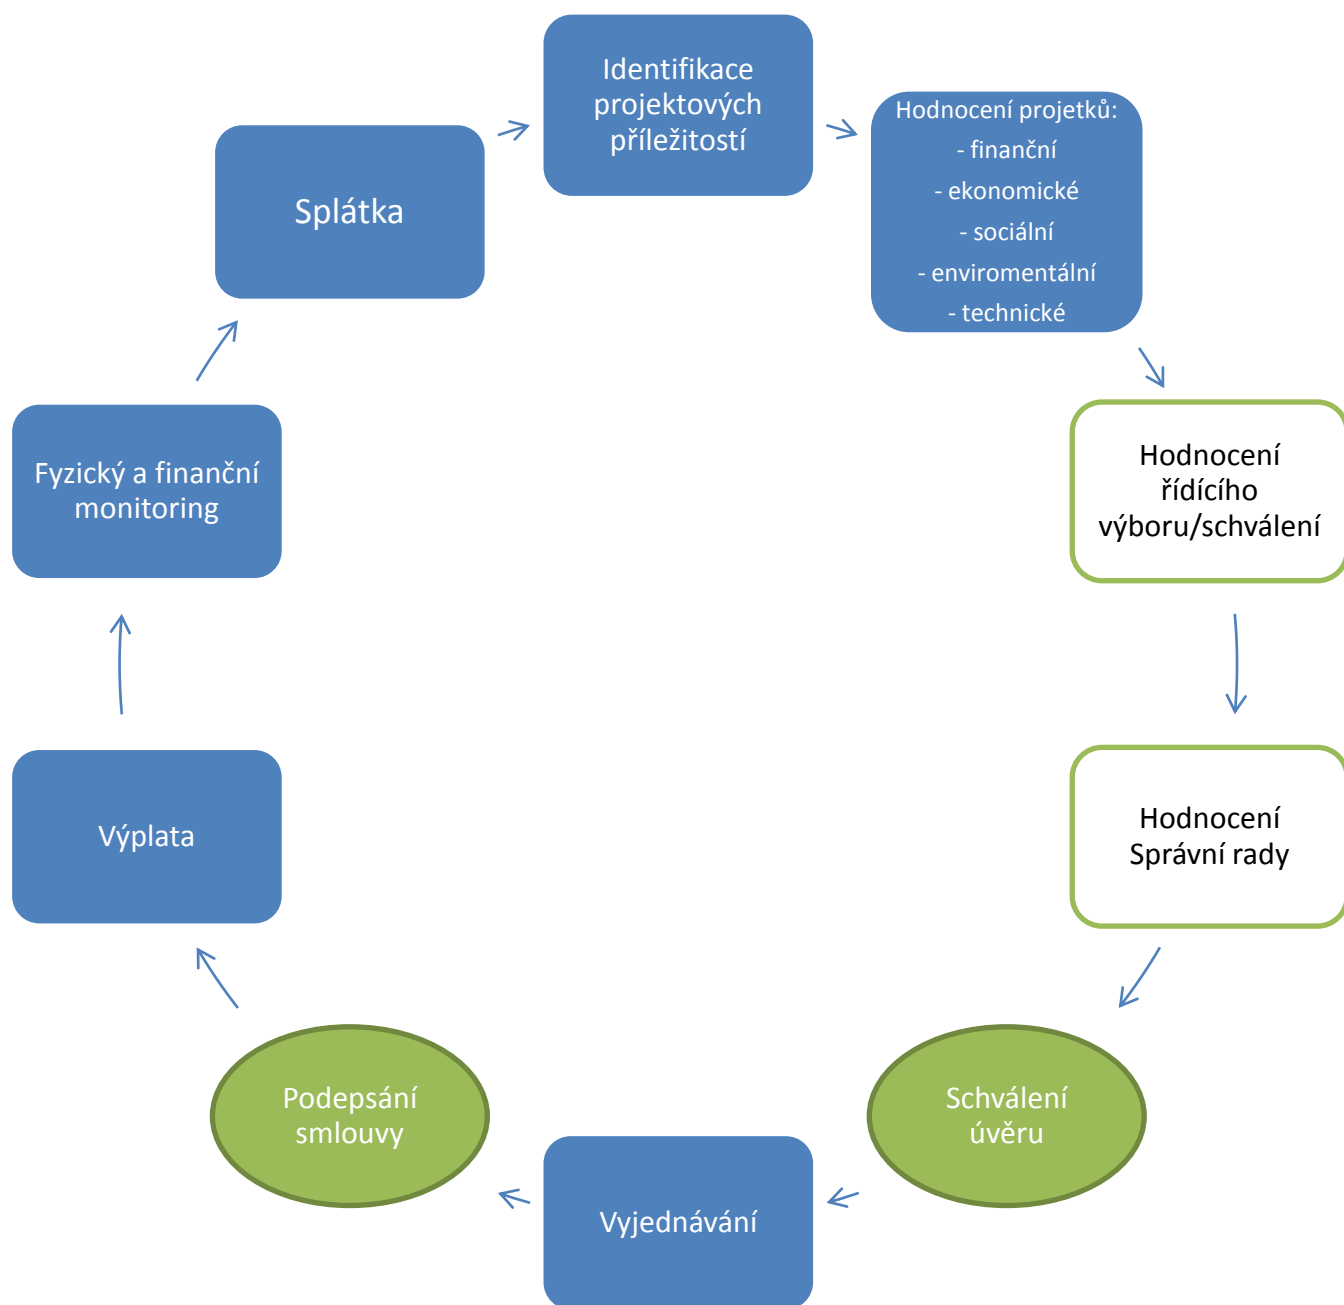 Identifikace
projektových
příležitostí
Hodnocení projetků:
- finanční
- ekonomické
- sociální
- enviromentální
- technické
Hodnocení
řídícího
výboru/schválení
Hodnocení
Správní rady
Schválení
úvěru
Vyjednávání
Podepsání
smlouvy
Výplata
Fyzický a finanční
monitoring
Splátka